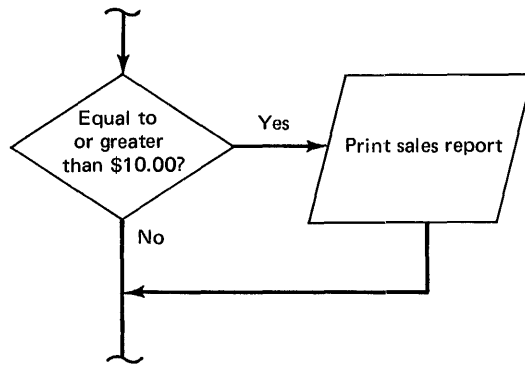 Equal to
or greater
than $10.00?
Yes
Print sales report
No